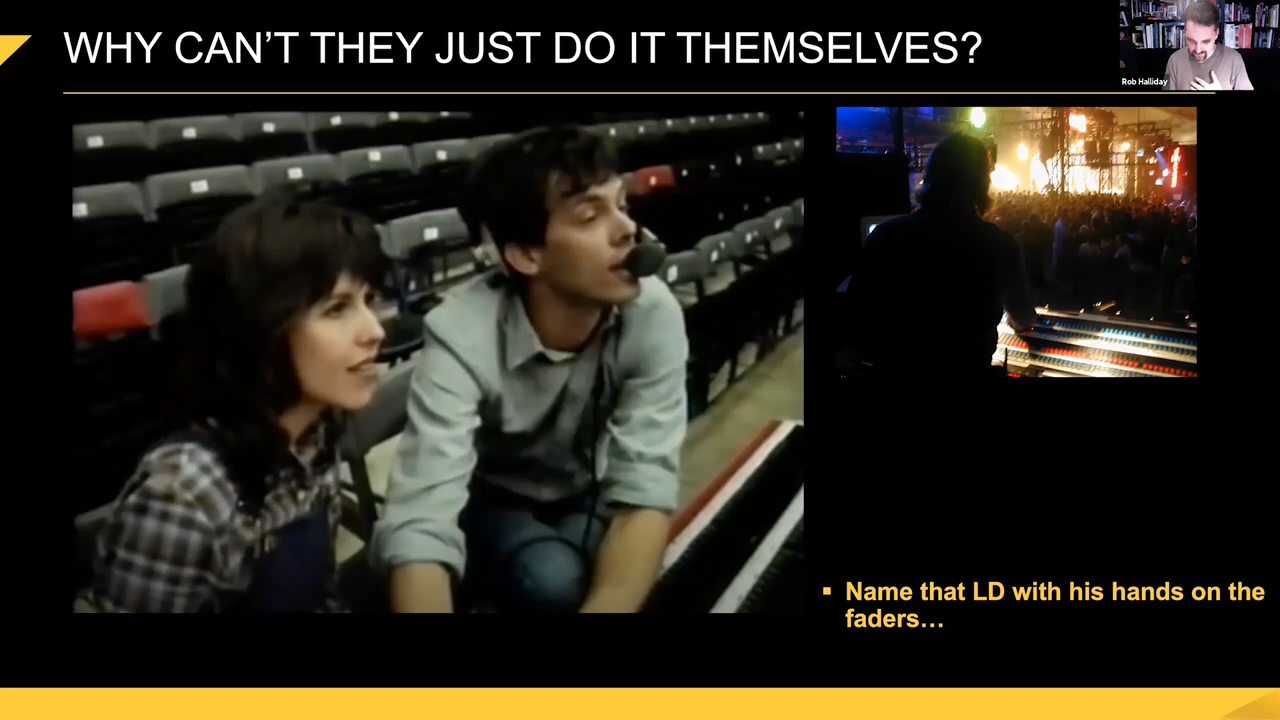 WHY CAN’T THEY JUST DO IT THEMSELVES?
Rob Halliday
▪ Name that LD with his hands on the
faders…